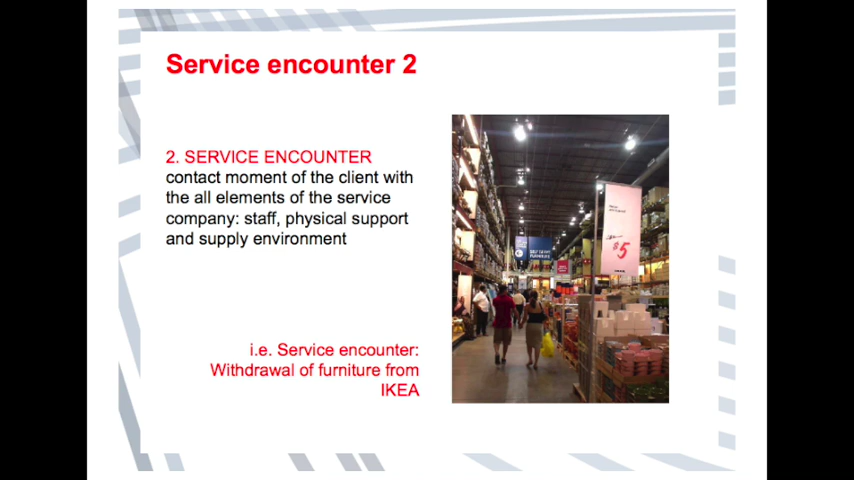 Service encounter 2
2. SERVICE ENCOUNTER
contact moment of the client with
the all elements of the service
company: staff, physical support
and supply environment
$5
i.e. Service encounter:
Withdrawal of furniture from
IKEA